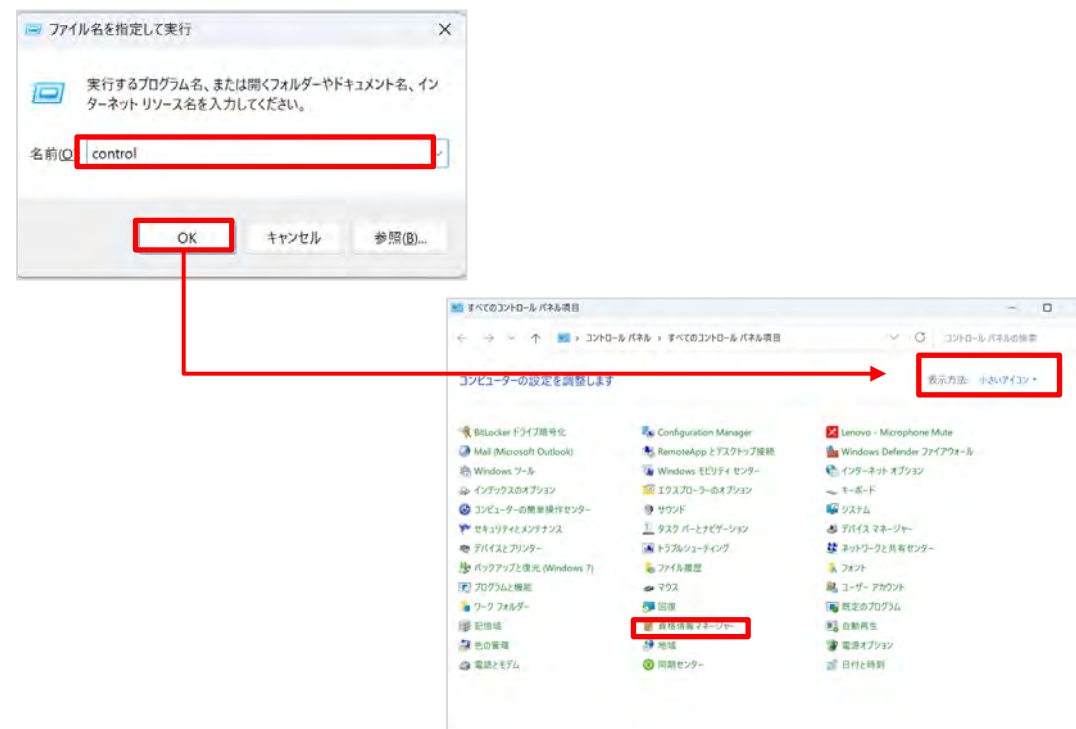 ファイル名を指定して実行
実行するプログラム名、または開くフォルダーやドキュメント名、イン
ターネット リソース名を入力してください。
名前(O) control
OK キャンセル 参照(B)...
すべてのコントロール パネル項目
コントロール パネル › すべてのコントロール パネル項目 コントロール パネルの検索
コンピューターの設定を調整します 表示方法: 小さいアイコン
BitLocker ドライブ暗号化 Configuration Manager Lenovo - Microphone Mute
Mail (Microsoft Outlook) RemoteApp とデスクトップ接続 Windows Defender ファイアウォール
Windows ツール Windows モビリティ センター インターネット オプション
インデックスのオプション エクスプローラーのオプション キーボード
コンピューターの簡単操作センター サウンド システム
セキュリティとメンテナンス タスク バーとナビゲーション デバイス マネージャー
デバイスとプリンター トラブルシューティング ネットワークと共有センター
バックアップと復元 (Windows 7) ファイル履歴 フォント
プログラムと機能 マウス ユーザー アカウント
ワーク フォルダー 回復 既定のプログラム
記憶域 資格情報マネージャー 自動再生
色の管理 地域 電源オプション
電話とモデム 同期センター 日付と時刻